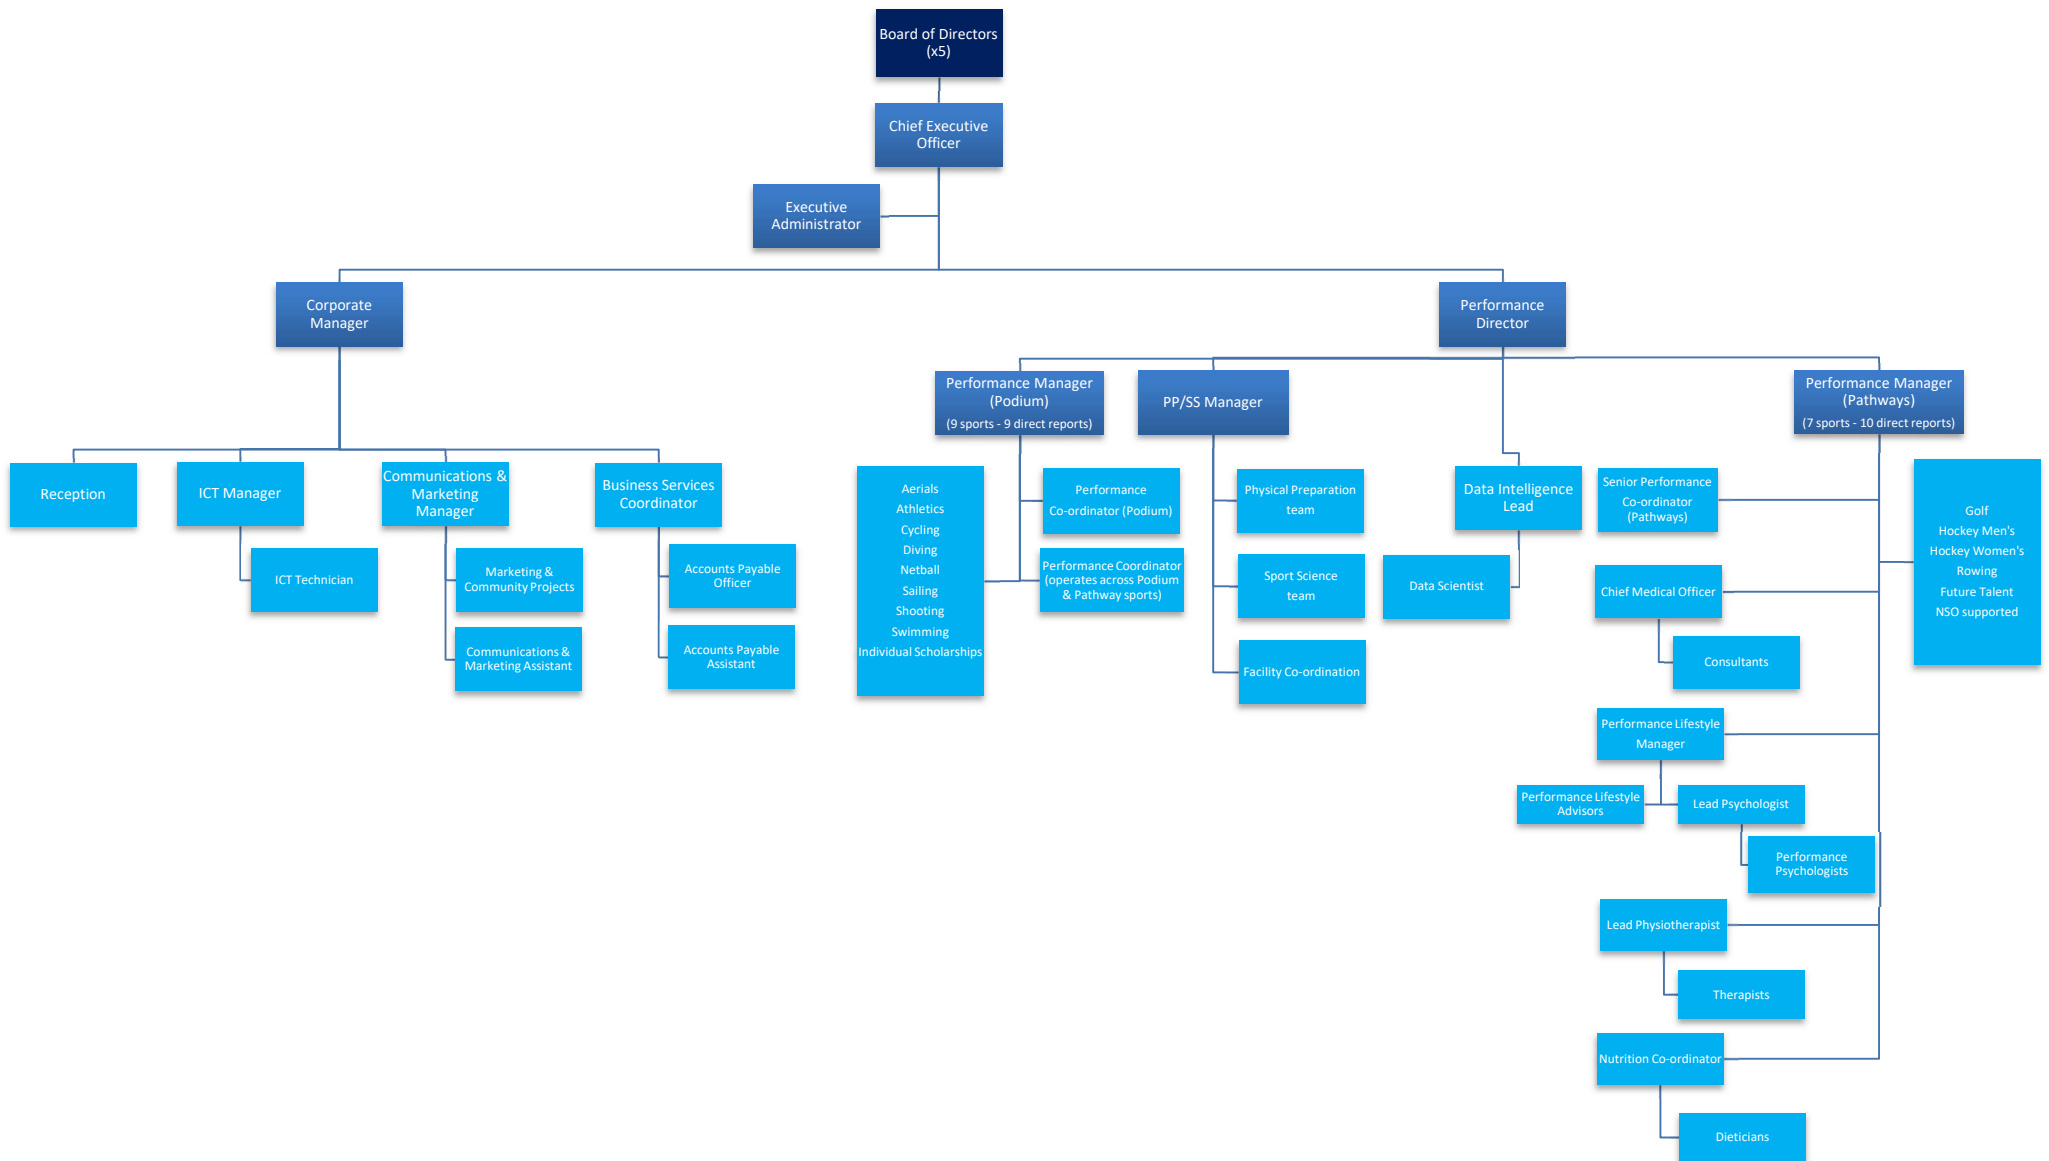 Board of Directors
(x5)
Chief Executive
Officer
Executive
Administrator
Corporate
Manager
Performance
Director
Performance Manager
(Podium)
(9 sports - 9 direct reports)
PP/SS Manager
Performance Manager
(Pathways)
(7 sports - 10 direct reports)
Reception
ICT Manager
Communications &
Marketing
Manager
Business Services
Coordinator
ICT Technician
Marketing &
Community Projects
Communications &
Marketing Assistant
Accounts Payable
Officer
Accounts Payable
Assistant
Aerials
Athletics
Cycling
Diving
Netball
Sailing
Shooting
Swimming
Individual Scholarships
Performance
Co-ordinator (Podium)
Performance Coordinator
(operates across Podium
& Pathway sports)
Physical Preparation
team
Sport Science
team
Facility Co-ordination
Data Intelligence
Lead
Data Scientist
Senior Performance
Co-ordinator
(Pathways)
Chief Medical Officer
Consultants
Performance Lifestyle
Manager
Performance Lifestyle
Advisors
Lead Psychologist
Performance
Psychologists
Lead Physiotherapist
Therapists
Nutrition Co-ordinator
Dieticians
Golf
Hockey Men's
Hockey Women's
Rowing
Future Talent
NSO supported